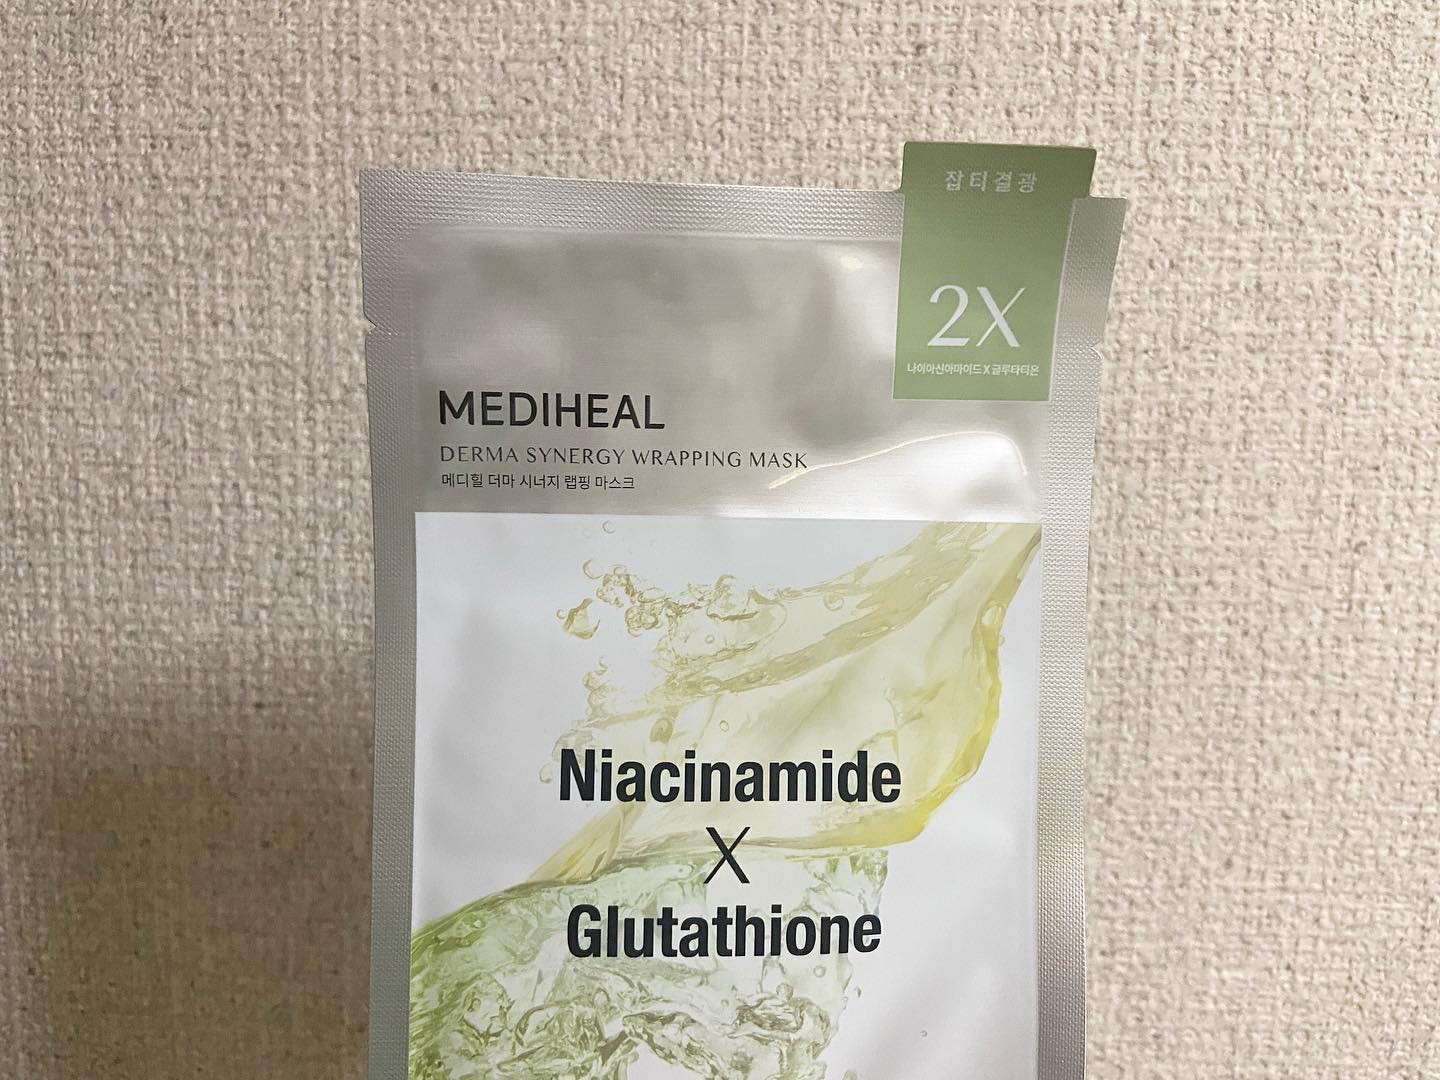 잡티결광
2X
나이아신아마이드 X 글루타티온
MEDIHEAL
DERMA SYNERGY WRAPPING MASK
메디힐 더마 시너지 랩핑 마스크
Niacinamide
X
Glutathione